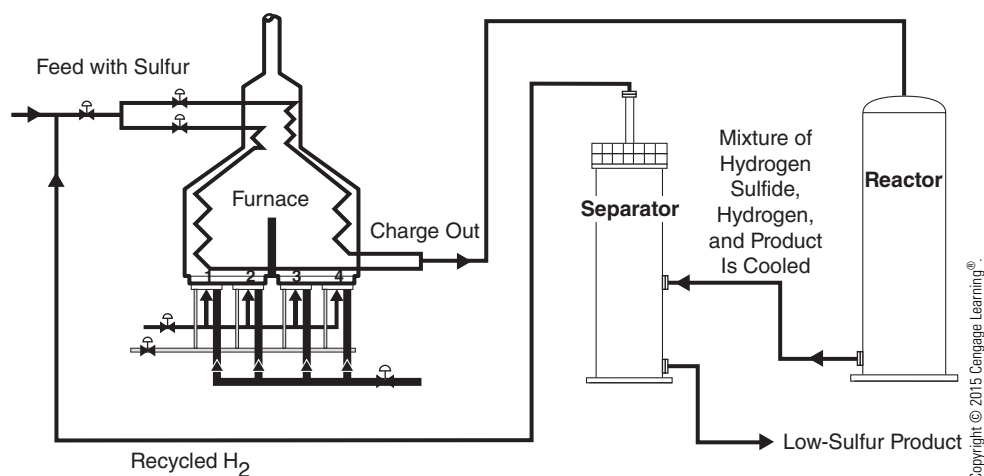 Feed with Sulfur
Furnace
Charge Out
1 2 3 4
Separator
Mixture of
Hydrogen
Sulfide,
Hydrogen,
and Product
Is Cooled
Reactor
Low-Sulfur Product
Recycled H₂
Copyright © 2015 Cengage Learning®.